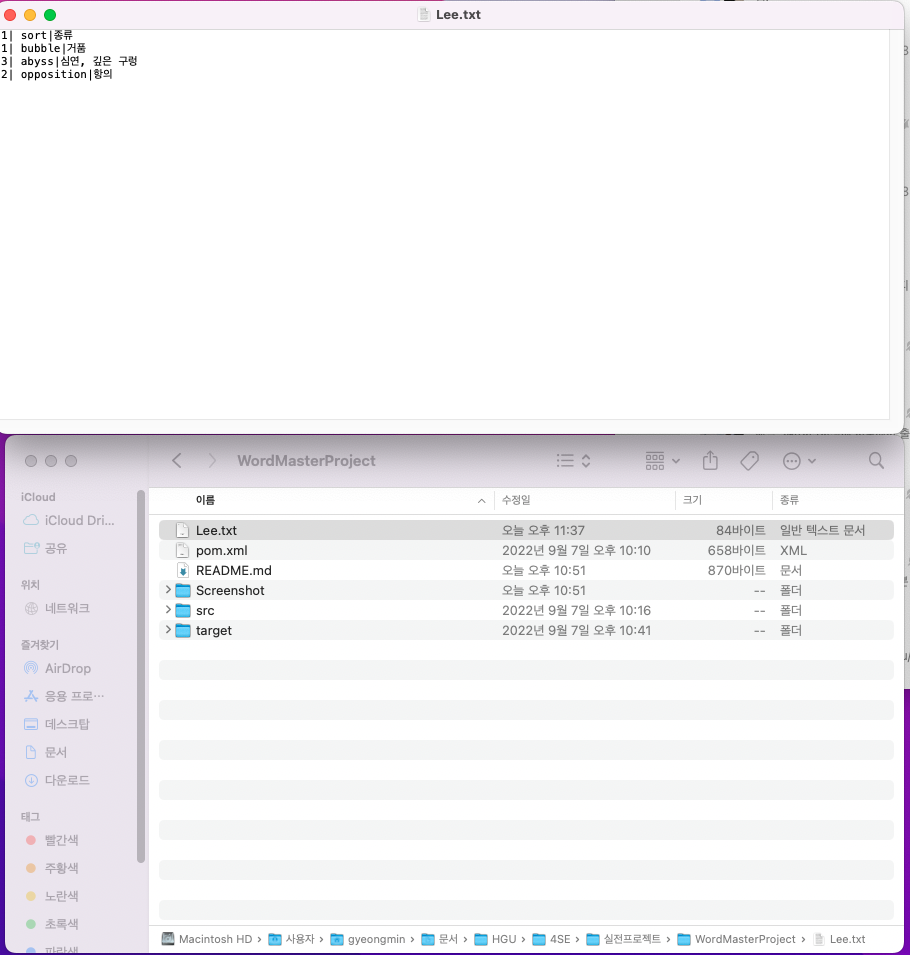 Lee.txt
1| sort|종류
1| bubble|거품
3| abyss|심연, 깊은 구렁
2| opposition|항의
WordMasterProject
iCloud
iCloud Dri...
공유
위치
네트워크
즐겨찾기
AirDrop
응용 프로...
데스크탑
문서
다운로드
태그
빨간색
주황색
노란색
초록색
파란색
이름 수정일 크기 종류
Lee.txt 오늘 오후 11:37 84바이트 일반 텍스트 문서
pom.xml 2022년 9월 7일 오후 10:10 658바이트 XML
README.md 오늘 오후 10:51 870바이트 문서
Screenshot 오늘 오후 10:51 -- 폴더
src 2022년 9월 7일 오후 10:16 -- 폴더
target 2022년 9월 7일 오후 10:41 -- 폴더
Macintosh HD › 사용자 › gyeongmin › 문서 › HGU › 4SE › 실전프로젝트 › WordMasterProject › Lee.txt